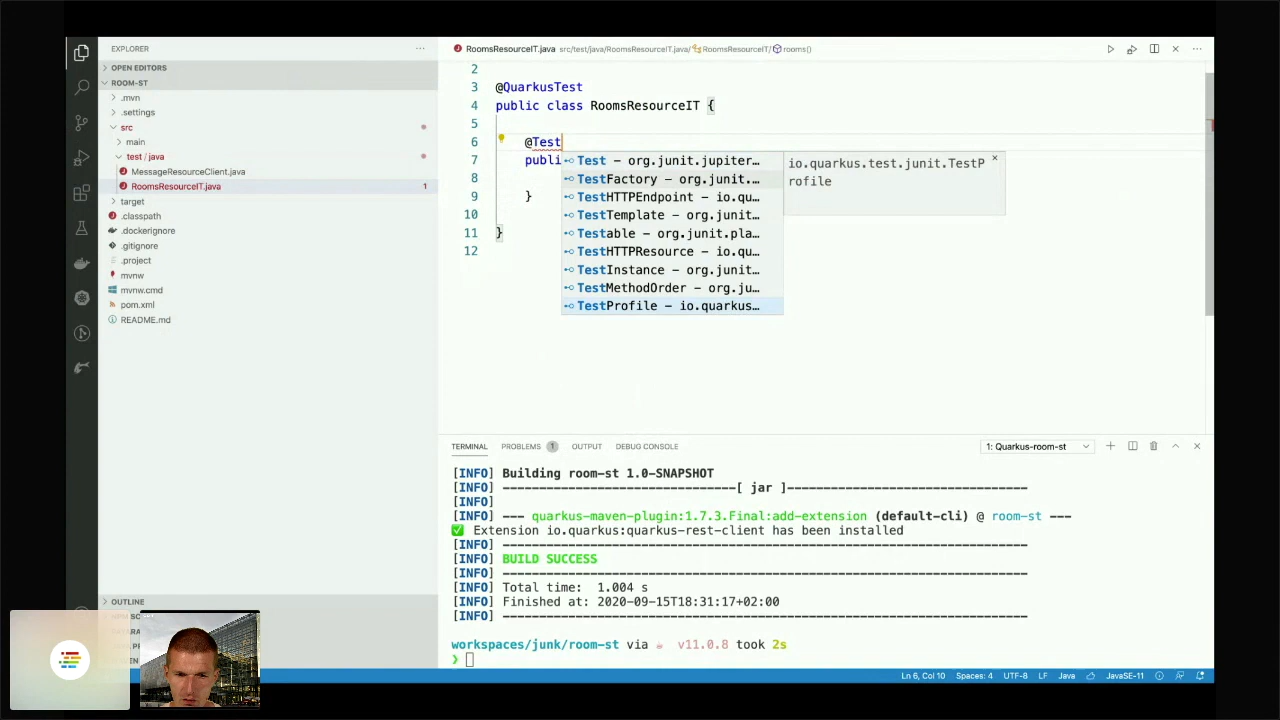 EXPLORER
OPEN EDITORS
ROOM-ST
.mvn
.settings
src
main
test / java
MessageResourceClient.java
RoomsResourceIT.java 1
target
.classpath
.dockerignore
.gitignore
.project
mvnw
mvnw.cmd
pom.xml
README.md
OUTLINE
RoomsResourceIT.java src/test/java/RoomsResourceIT.java/ RoomsResourceIT/ rooms()
2
3 @QuarkusTest
4 public class RoomsResourceIT {
5
6 @Test
7 publi
8
9 }
10
11 }
12
Test – org.junit.jupiter…
TestFactory – org.junit.…
TestHTTPEndpoint – io.qu…
TestTemplate – org.junit…
Testable – org.junit.pla…
TestHTTPResource – io.qu…
TestInstance – org.junit…
TestMethodOrder – org.ju…
TestProfile – io.quarkus…
io.quarkus.test.junit.TestP
rofile
TERMINAL PROBLEMS 1 OUTPUT DEBUG CONSOLE 1: Quarkus-room-st
[INFO] Building room-st 1.0-SNAPSHOT
[INFO] --------------------------------[ jar ]---------------------------------
[INFO]
[INFO] --- quarkus-maven-plugin:1.7.3.Final:add-extension (default-cli) @ room-st ---
✅ Extension io.quarkus:quarkus-rest-client has been installed
[INFO] ------------------------------------------------------------------------
[INFO] BUILD SUCCESS
[INFO] ------------------------------------------------------------------------
[INFO] Total time:  1.004 s
[INFO] Finished at: 2020-09-15T18:31:17+02:00
[INFO] ------------------------------------------------------------------------
workspaces/junk/room-st via ☕ v11.0.8 took 2s
❯
Ln 6, Col 10 Spaces: 4 UTF-8 LF Java JavaSE-11